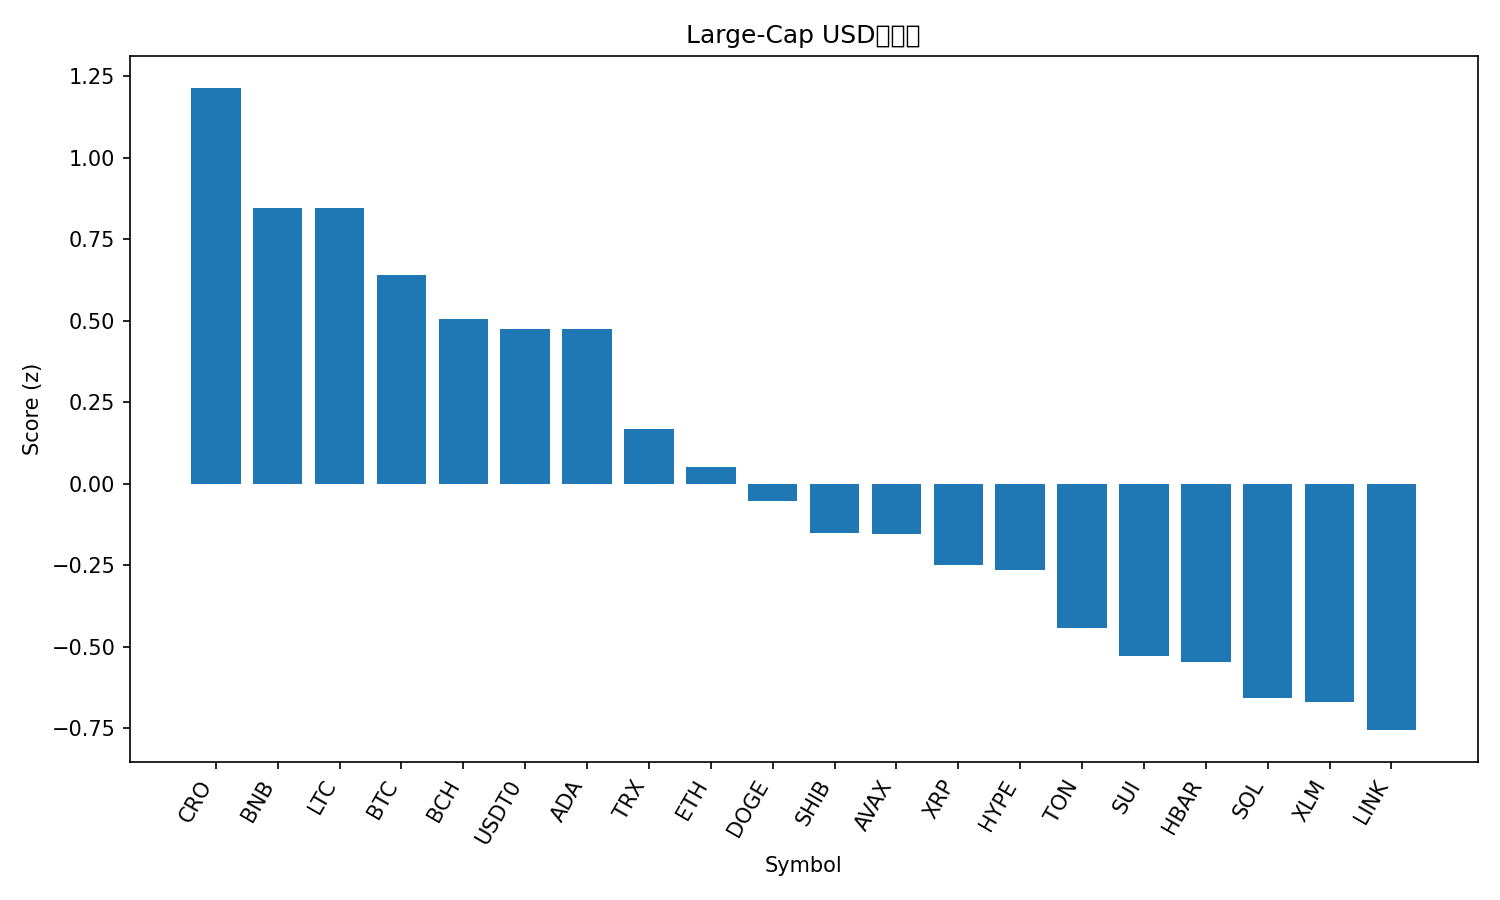 Large-Cap USD
1.25
1.00
0.75
0.50
0.25
0.00
−0.25
−0.50
−0.75
Score (z)
CRO
BNB
LTC
BTC
BCH
USDT0
ADA
TRX
ETH
DOGE
SHIB
AVAX
XRP
HYPE
TON
SUI
HBAR
SOL
XLM
LINK
Symbol